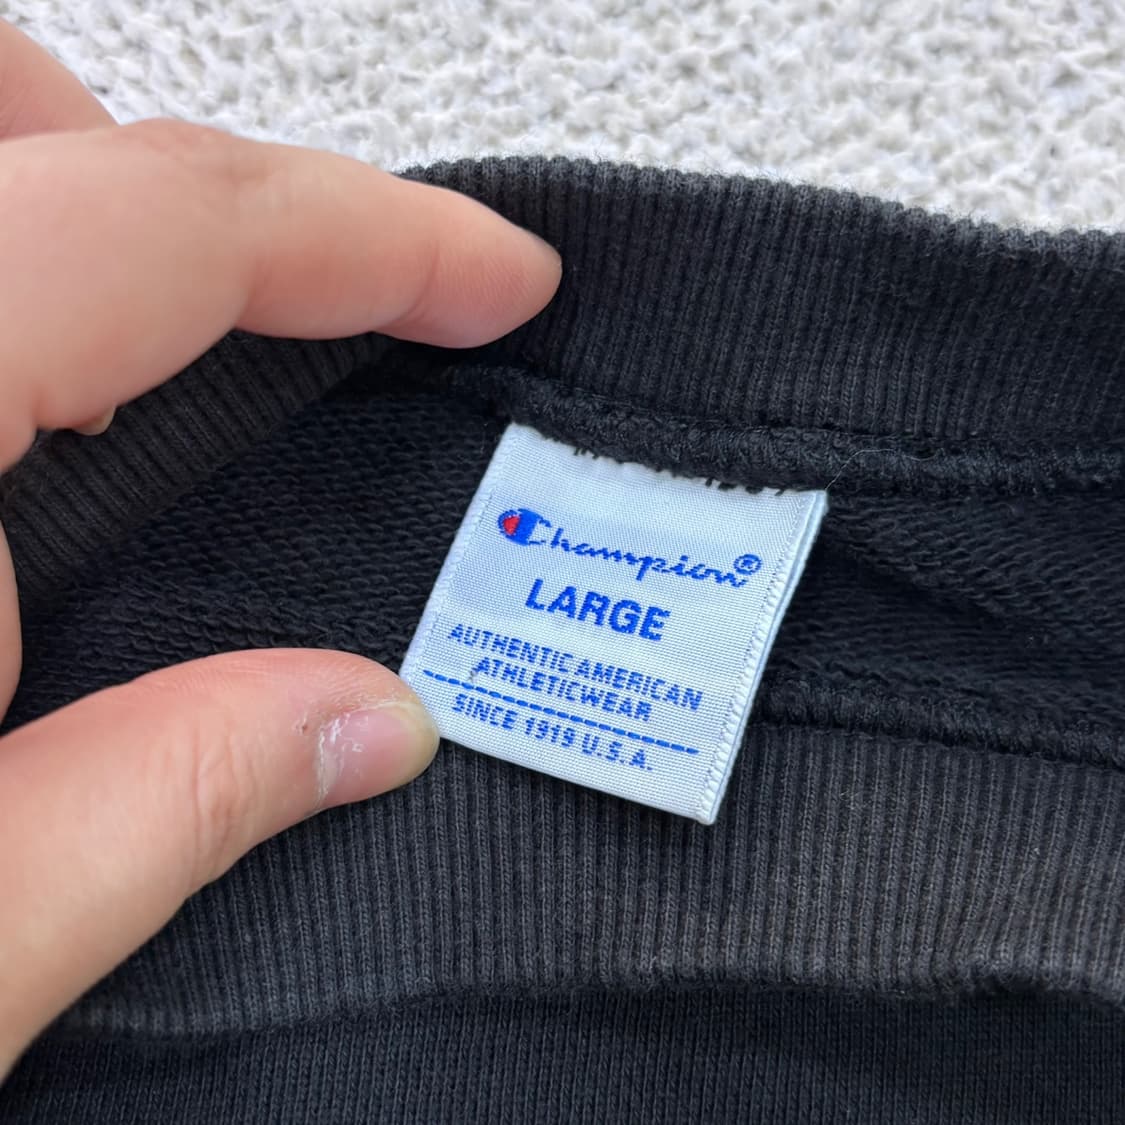 Champion®
LARGE
AUTHENTIC AMERICAN
ATHLETICWEAR
SINCE 1919 U.S.A.